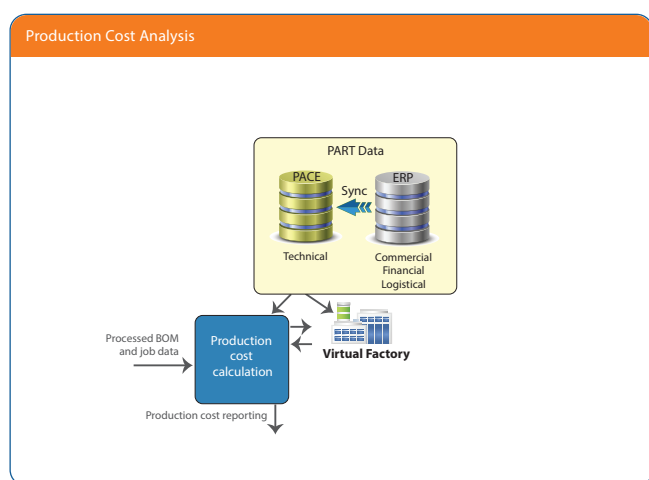 Production Cost Analysis
PART Data
PACE
ERP
Sync
Technical
Commercial
Financial
Logistical
Processed BOM
and job data
Production
cost
calculation
Virtual Factory
Production cost reporting